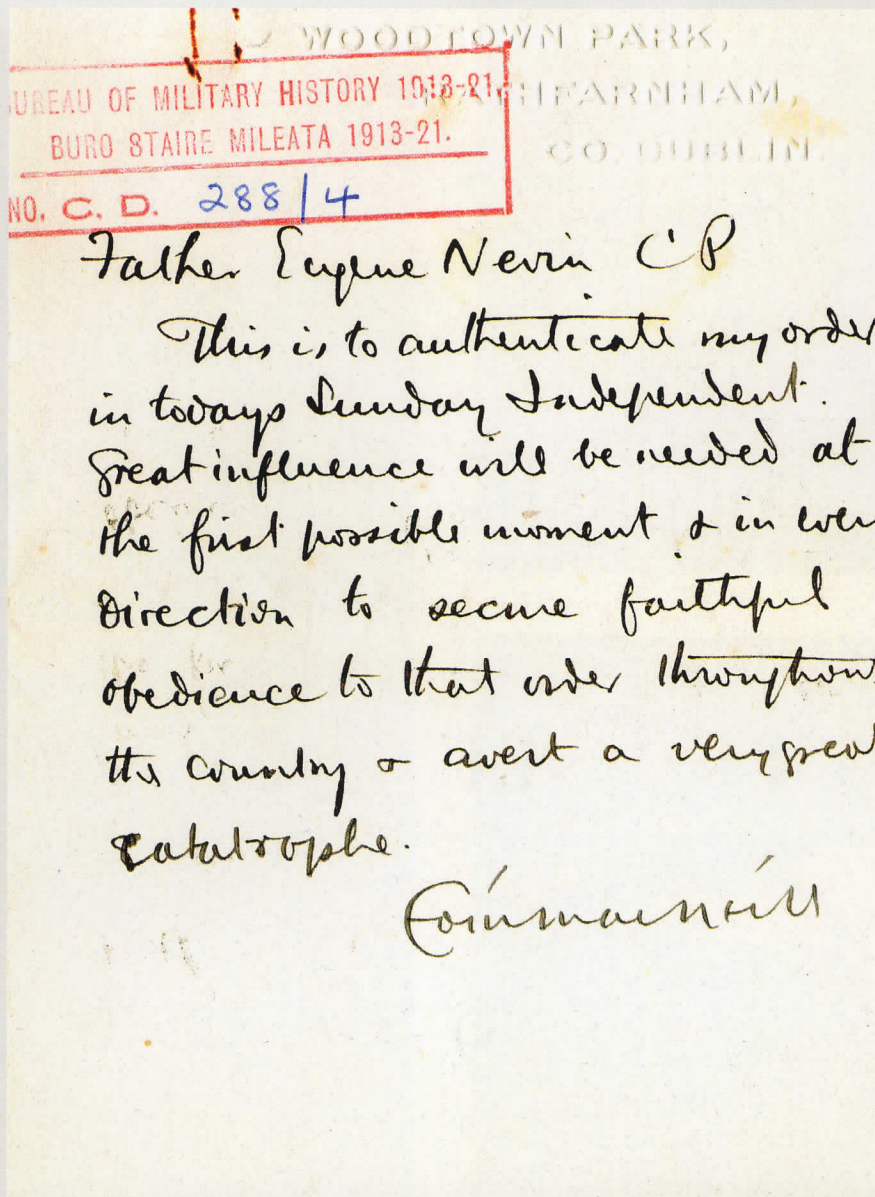 WOODTOWN PARK,
RATHFARNHAM,
CO. DUBLIN.
BUREAU OF MILITARY HISTORY 1913-21.
BURO STAIRE MILEATA 1913-21.
NO. C. D. 288/4
Father Eugene Nevin CP
This is to authenticate my order
in todays Sunday Independent.
Great influence will be needed at
the first possible moment & in ever
direction to secure faithful
obedience to that order throughout
the country & avert a very great
catatrophe.
Eoin MacNéill